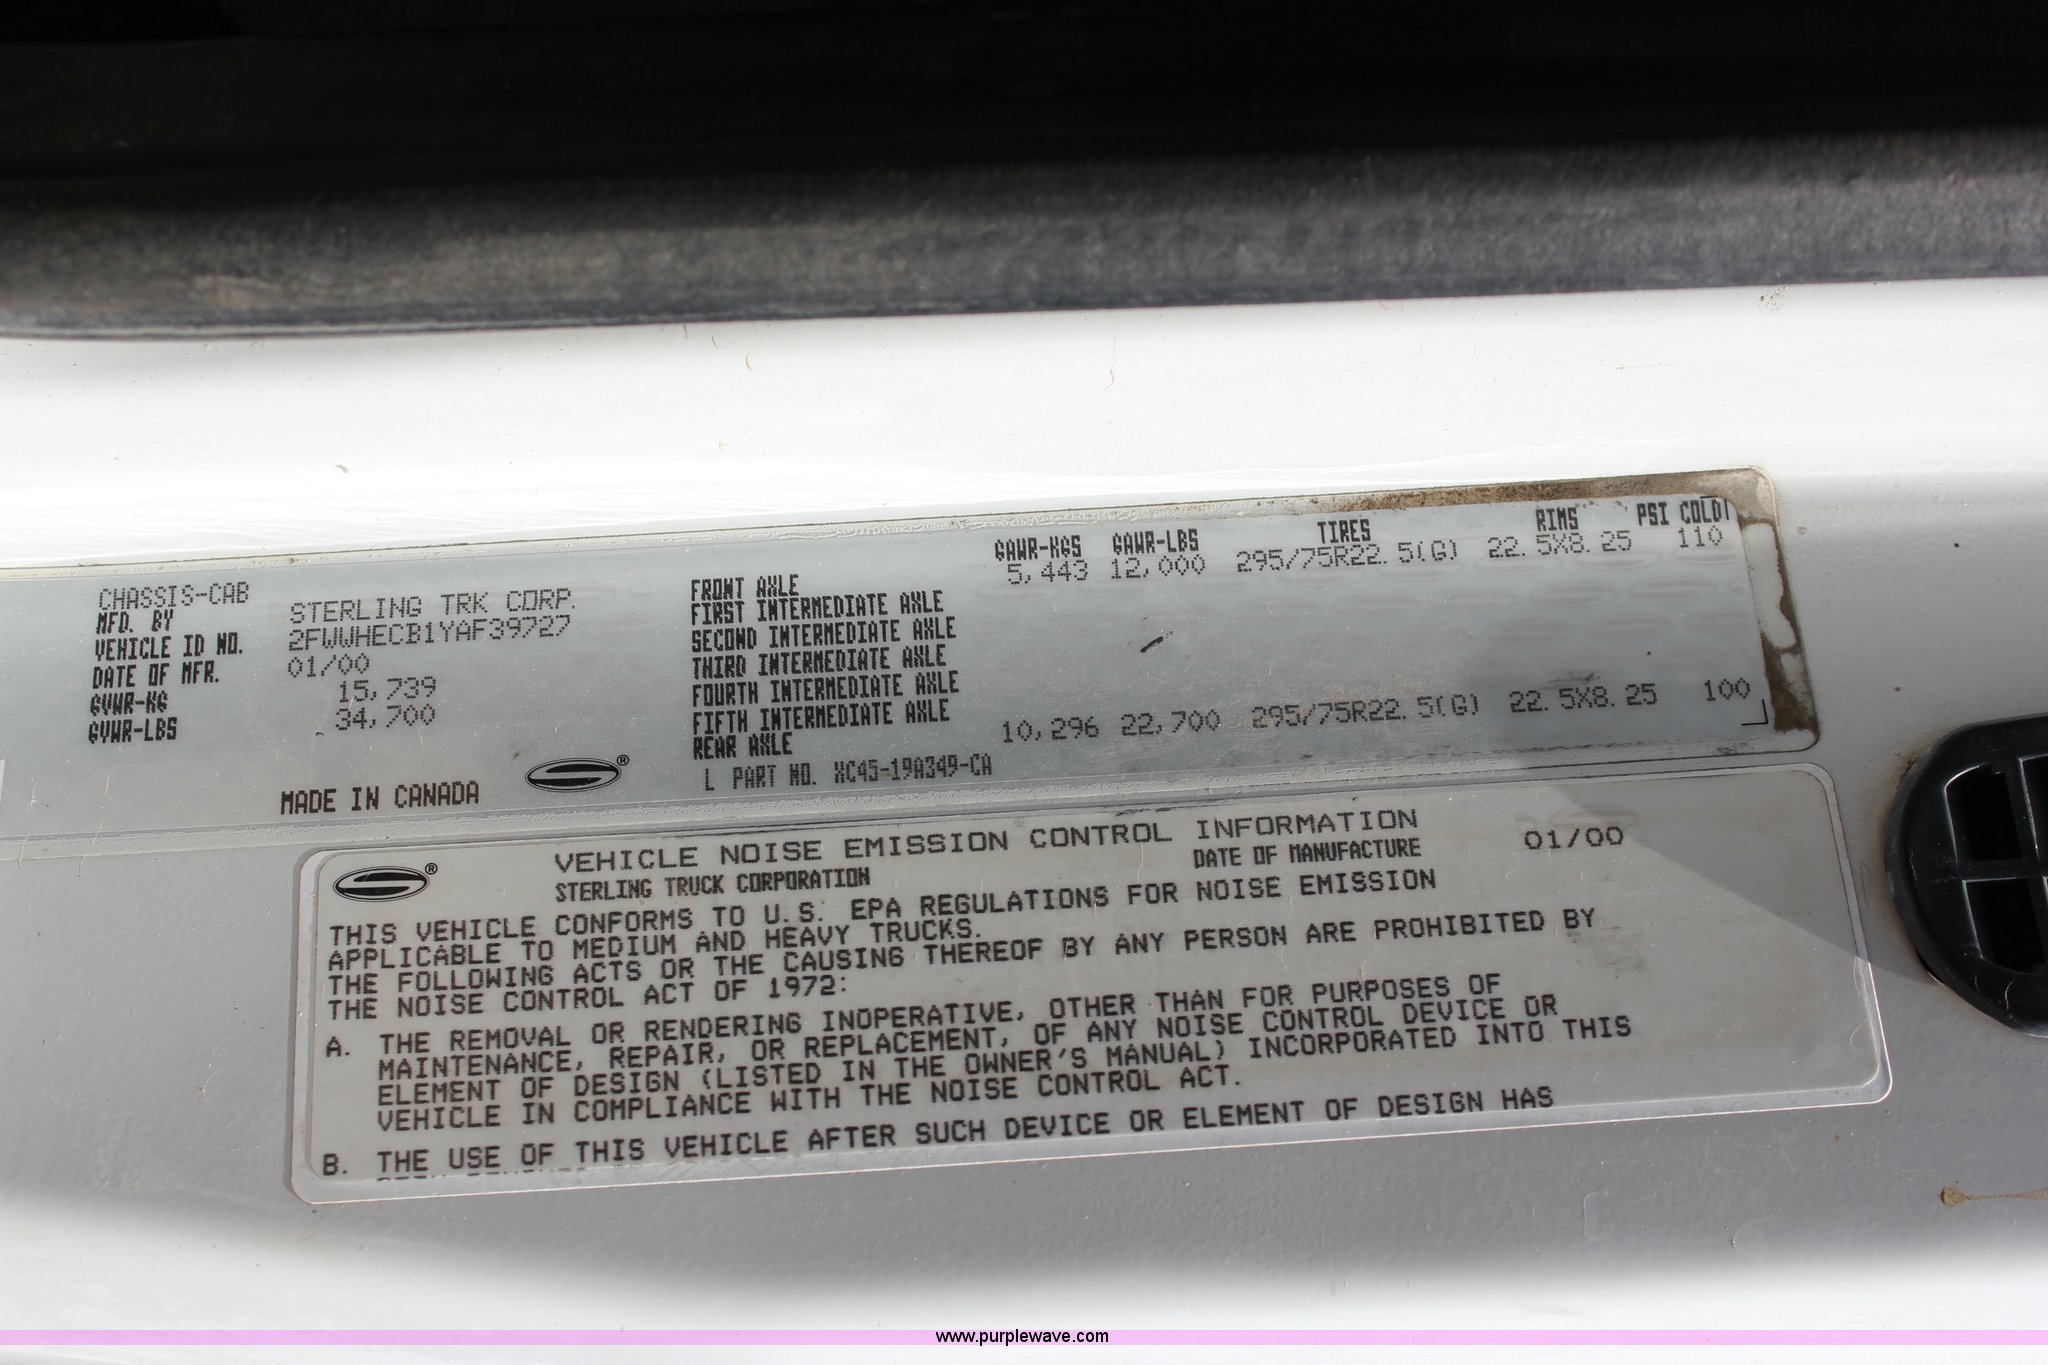 CHASSIS-CAB
MFD. BY STERLING TRK CORP.
VEHICLE ID NO. 2FWWHECB1YAF39727
DATE OF MFR. 01/00
GVWR-KG 15,739
GVWR-LBS 34,700
MADE IN CANADA
®
GAWR-KGS GAWR-LBS TIRES RIMS PSI COLD
FRONT AXLE 5,443 12,000 295/75R22.5(G) 22.5X8.25 110
FIRST INTERMEDIATE AXLE
SECOND INTERMEDIATE AXLE
THIRD INTERMEDIATE AXLE
FOURTH INTERMEDIATE AXLE
FIFTH INTERMEDIATE AXLE
REAR AXLE 10,296 22,700 295/75R22.5(G) 22.5X8.25 100
L PART NO. XC45-19A349-CA
®
VEHICLE NOISE EMISSION CONTROL INFORMATION
STERLING TRUCK CORPORATION DATE OF MANUFACTURE 01/00
THIS VEHICLE CONFORMS TO U.S. EPA REGULATIONS FOR NOISE EMISSION
APPLICABLE TO MEDIUM AND HEAVY TRUCKS.
THE FOLLOWING ACTS OR THE CAUSING THEREOF BY ANY PERSON ARE PROHIBITED BY
THE NOISE CONTROL ACT OF 1972:
A. THE REMOVAL OR RENDERING INOPERATIVE, OTHER THAN FOR PURPOSES OF
MAINTENANCE, REPAIR, OR REPLACEMENT, OF ANY NOISE CONTROL DEVICE OR
ELEMENT OF DESIGN (LISTED IN THE OWNER'S MANUAL) INCORPORATED INTO THIS
VEHICLE IN COMPLIANCE WITH THE NOISE CONTROL ACT.
B. THE USE OF THIS VEHICLE AFTER SUCH DEVICE OR ELEMENT OF DESIGN HAS
www.purplewave.com